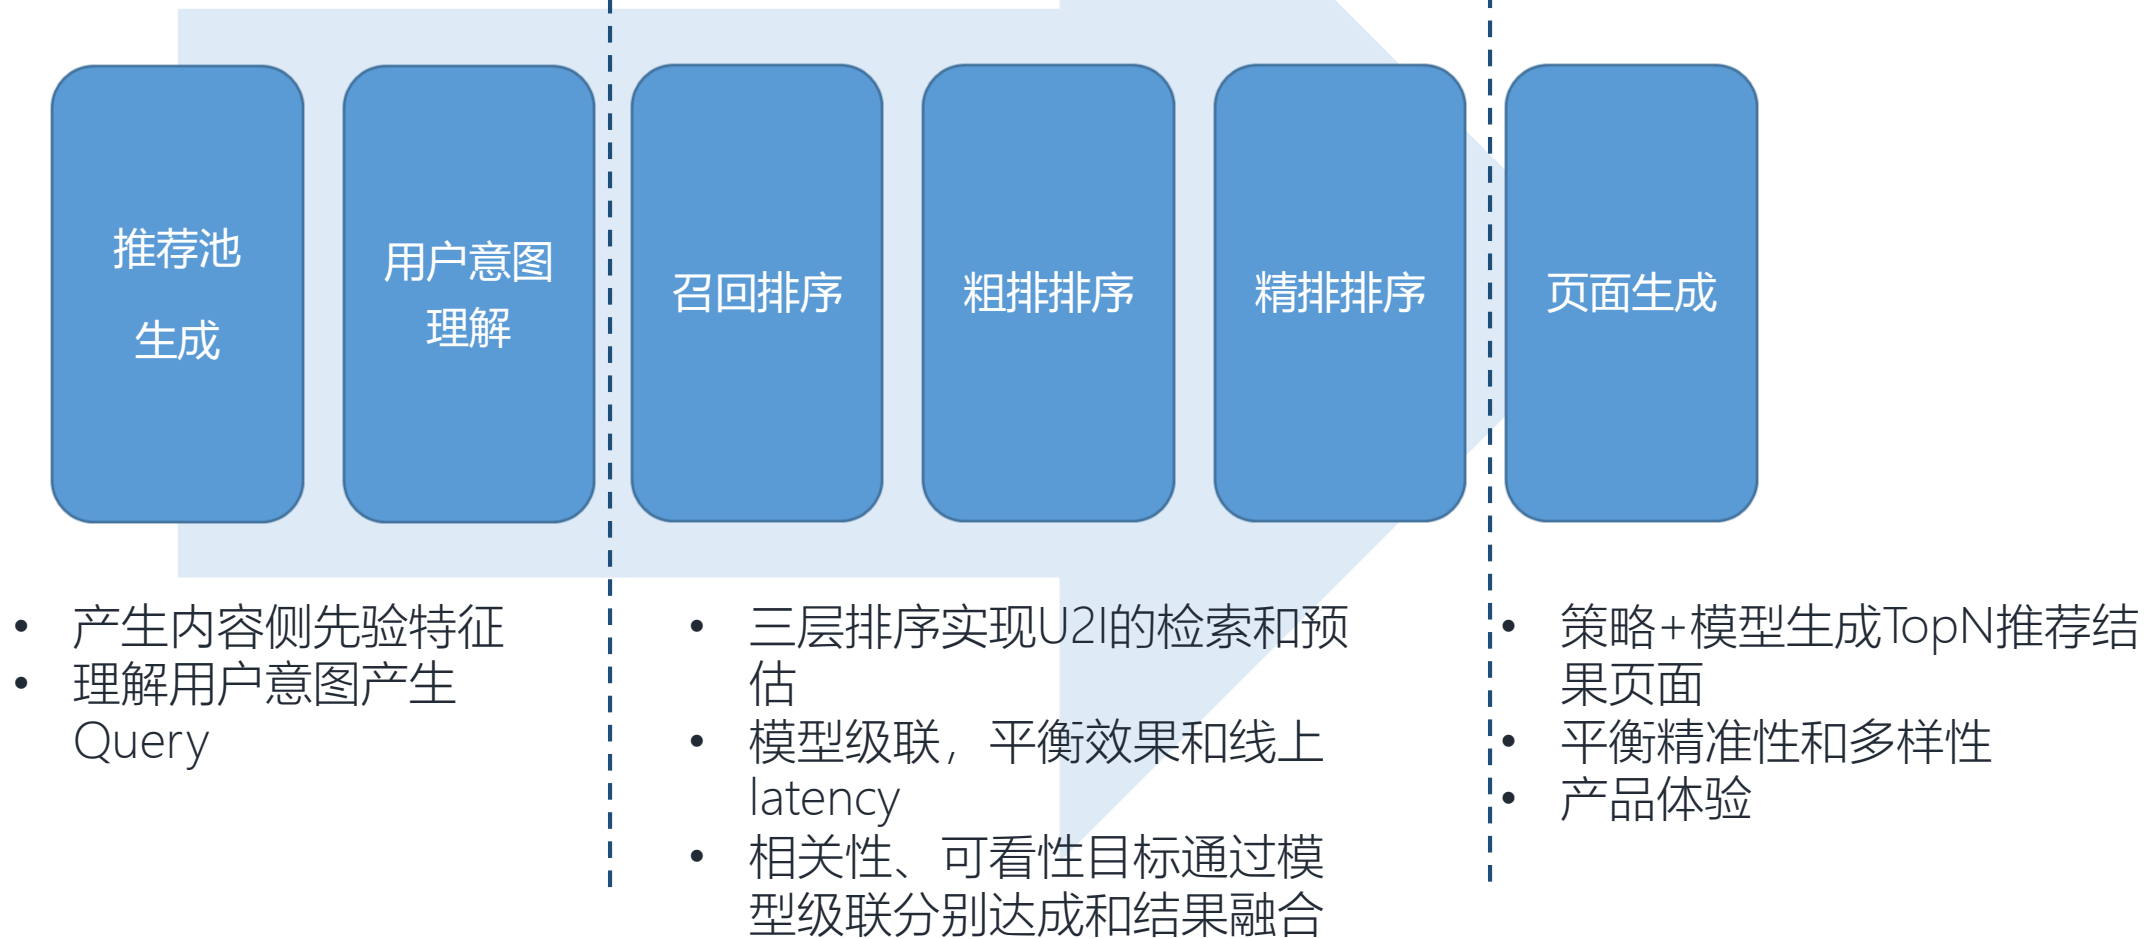 推荐池
生成
用户意图
理解
召回排序
粗排排序
精排排序
页面生成
• 产生内容侧先验特征
• 理解用户意图产生
Query
• 三层排序实现U2I的检索和预
估
• 模型级联，平衡效果和线上
latency
• 相关性、可看性目标通过模
型级联分别达成和结果融合
• 策略+模型生成TopN推荐结
果页面
• 平衡精准性和多样性
• 产品体验